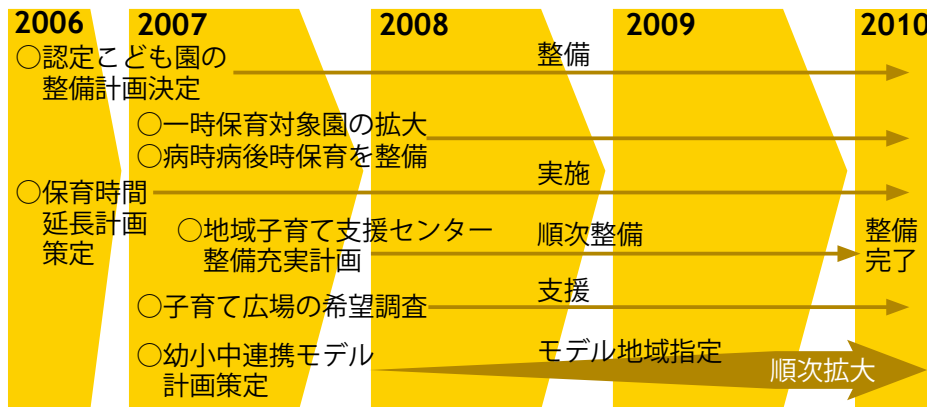 2006 2007 2008 2009 2010
○認定こども園の 整備
整備計画決定
○一時保育対象園の拡大
○病時病後時保育を整備
○保育時間 実施
延長計画
策定
○地域子育て支援センター 順次整備 整備
整備充実計画 完了
○子育て広場の希望調査 支援
○幼小中連携モデル モデル地域指定
計画策定 順次拡大